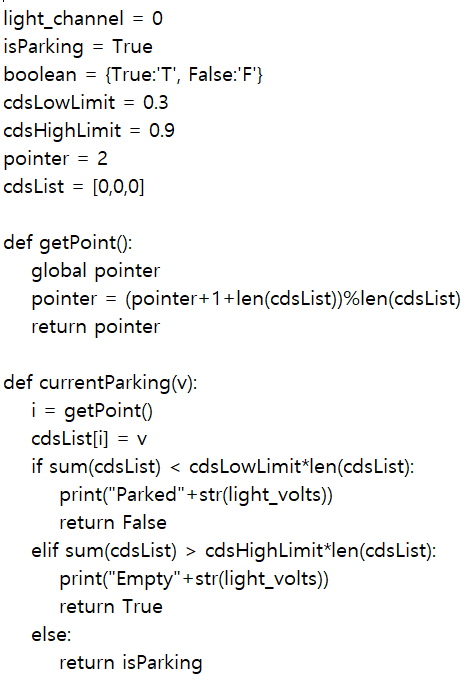 light_channel = 0
isParking = True
boolean = {True:'T', False:'F'}
cdsLowLimit = 0.3
cdsHighLimit = 0.9
pointer = 2
cdsList = [0,0,0]

def getPoint():
    global pointer
    pointer = (pointer+1+len(cdsList))%len(cdsList)
    return pointer

def currentParking(v):
    i = getPoint()
    cdsList[i] = v
    if sum(cdsList) < cdsLowLimit*len(cdsList):
        print("Parked"+str(light_volts))
        return False
    elif sum(cdsList) > cdsHighLimit*len(cdsList):
        print("Empty"+str(light_volts))
        return True
    else:
        return isParking